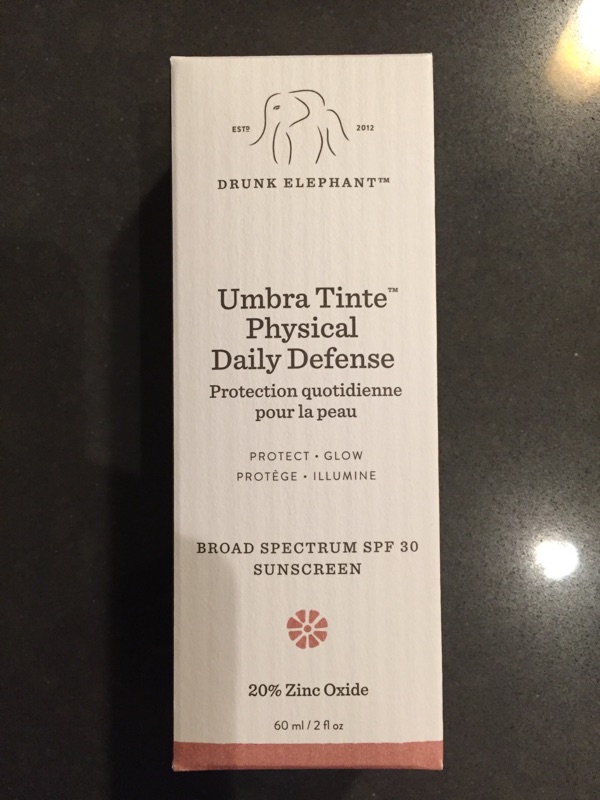 ESTD 2012
DRUNK ELEPHANT™
Umbra Tinte™
Physical
Daily Defense
Protection quotidienne
pour la peau
PROTECT • GLOW
PROTÈGE • ILLUMINE
BROAD SPECTRUM SPF 30
SUNSCREEN
20% Zinc Oxide
60 ml / 2 fl oz